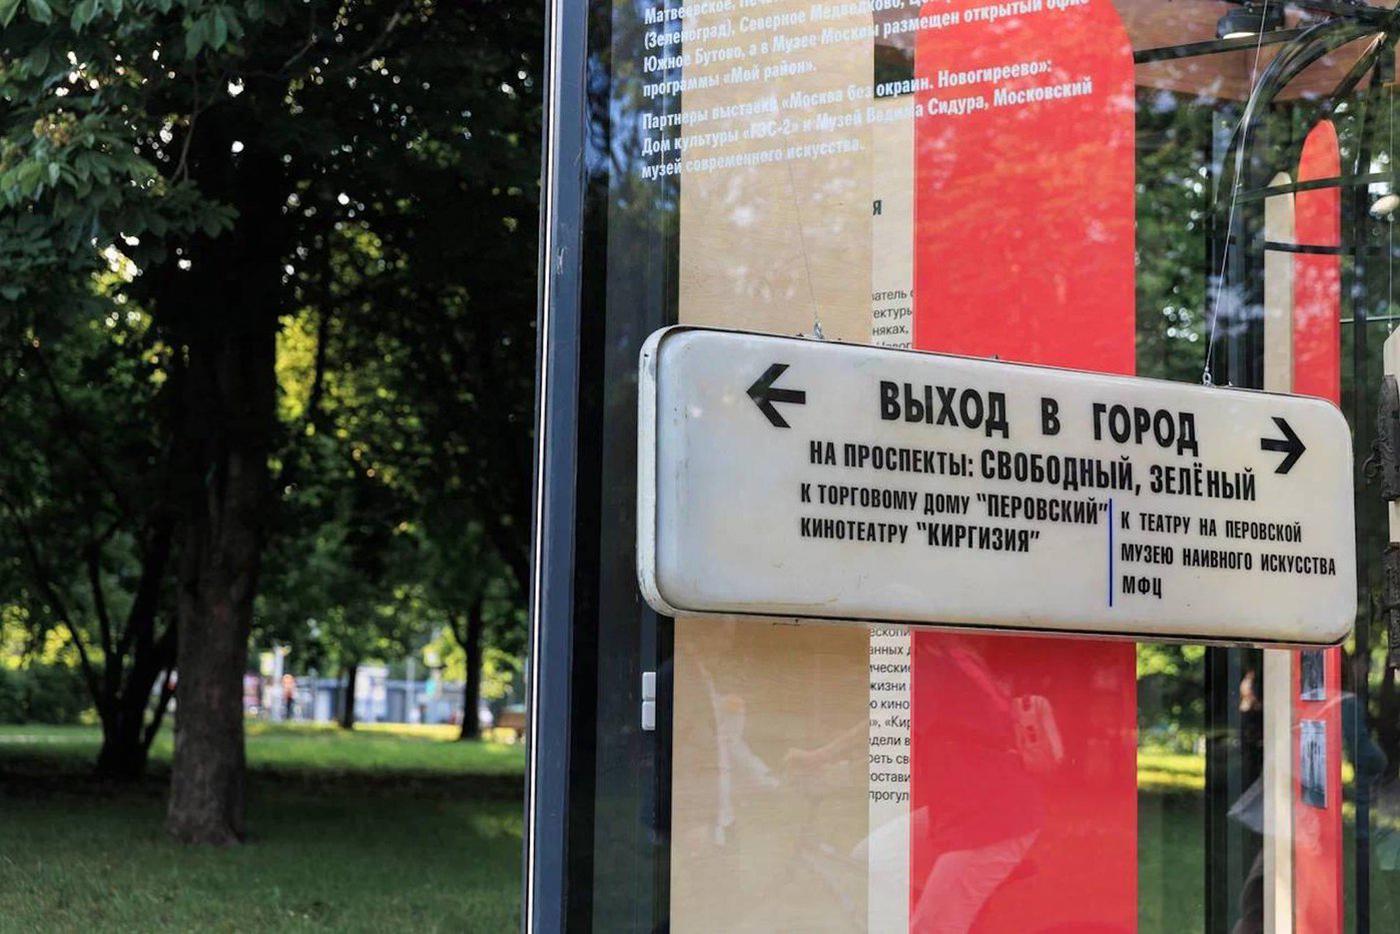 Матвеевское,
(Зеленоград), Северное Медведково,
Южное Бутово, а в Музее Москвы размещен открытый офис
программы «Мой район».
Партнеры выставки «Москва без окраин. Новогиреево»:
Дом культуры «ГЭС-2» и Музей Вадима Сидура, Московский
музей современного искусства.
ВЫХОД В ГОРОД
НА ПРОСПЕКТЫ: СВОБОДНЫЙ, ЗЕЛЁНЫЙ
К ТОРГОВОМУ ДОМУ "ПЕРОВСКИЙ"
КИНОТЕАТРУ "КИРГИЗИЯ"
К ТЕАТРУ НА ПЕРОВСКОЙ
МУЗЕЮ НАИВНОГО ИСКУССТВА
МФЦ
жизни